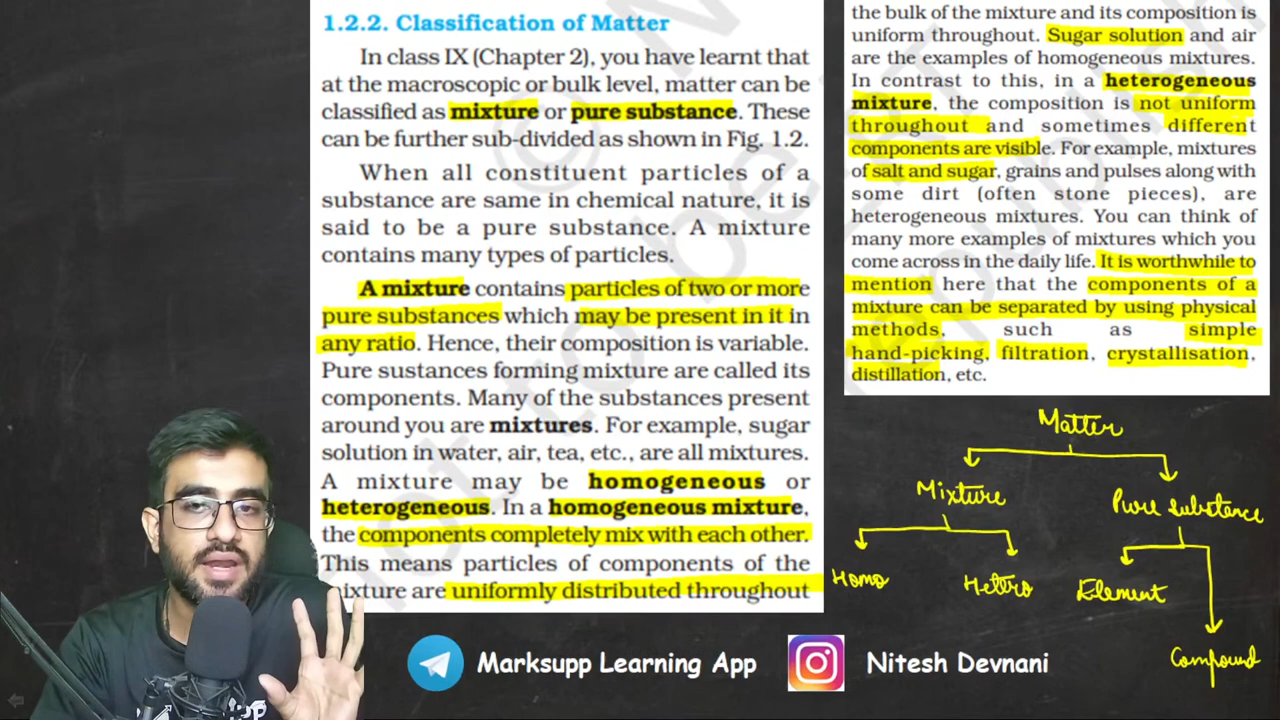 1.2.2. Classification of Matter
In class IX (Chapter 2), you have learnt that
at the macroscopic or bulk level, matter can be
classified as mixture or pure substance. These
can be further sub-divided as shown in Fig. 1.2.
When all constituent particles of a
substance are same in chemical nature, it is
said to be a pure substance. A mixture
contains many types of particles.
A mixture contains particles of two or more
pure substances which may be present in it in
any ratio. Hence, their composition is variable.
Pure sustances forming mixture are called its
components. Many of the substances present
around you are mixtures. For example, sugar
solution in water, air, tea, etc., are all mixtures.
A mixture may be homogeneous or
heterogeneous. In a homogeneous mixture,
the components completely mix with each other.
This means particles of components of the
mixture are uniformly distributed throughout
the bulk of the mixture and its composition is
uniform throughout. Sugar solution and air
are the examples of homogeneous mixtures.
In contrast to this, in a heterogeneous
mixture, the composition is not uniform
throughout and sometimes different
components are visible. For example, mixtures
of salt and sugar, grains and pulses along with
some dirt (often stone pieces), are
heterogeneous mixtures. You can think of
many more examples of mixtures which you
come across in the daily life. It is worthwhile to
mention here that the components of a
mixture can be separated by using physical
methods, such as simple
hand-picking, filtration, crystallisation,
distillation, etc.
Matter
Mixture
Pure substance
Homo
Hetero
Element
Compound
Marksupp Learning App
Nitesh Devnani